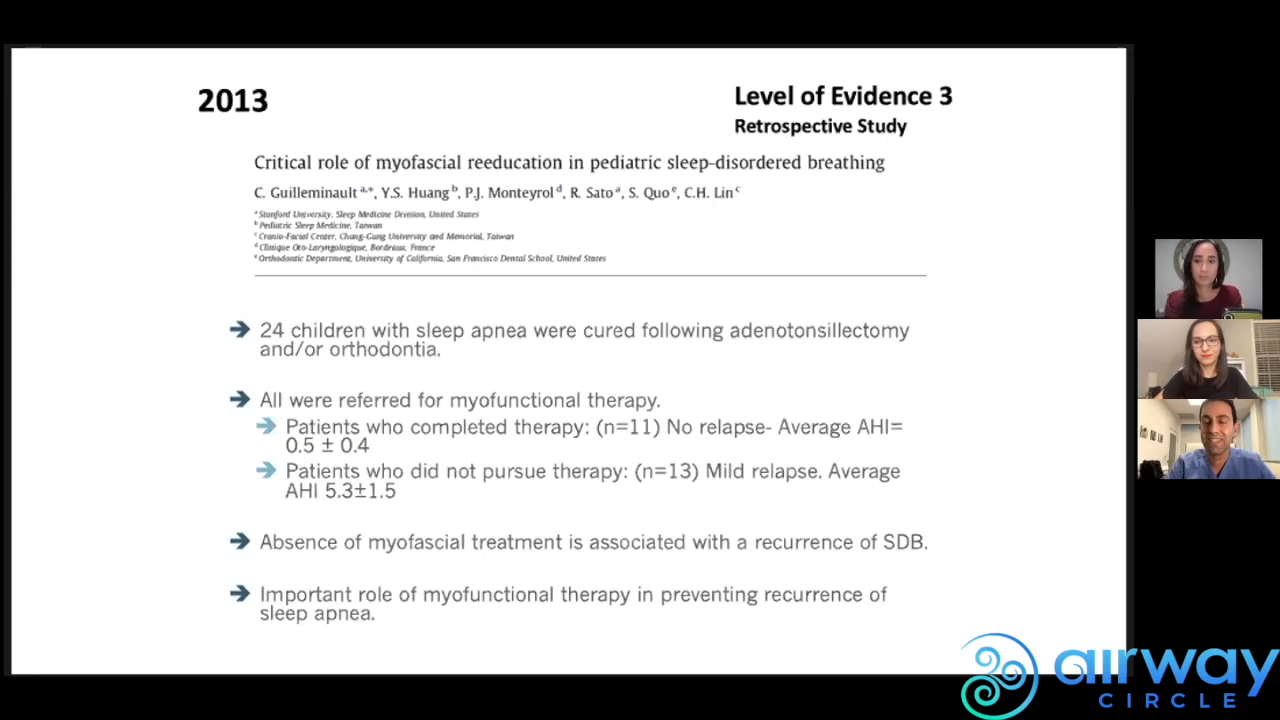 2013
Level of Evidence 3
Retrospective Study
Critical role of myofascial reeducation in pediatric sleep-disordered breathing
C. Guilleminault a,*, Y.S. Huang b, P.J. Monteyrol d, R. Sato a, S. Quo e, C.H. Lin c
a Stanford University, Sleep Medicine Division, United States
b Pediatric Sleep Medicine, Taiwan
c Cranio-Facial Center, Chang-Gung University and Memorial, Taiwan
d Clinique Oto-Laryngologique, Bordeaux, France
e Orthodontic Department, University of California, San Francisco Dental School, United States
24 children with sleep apnea were cured following adenotonsillectomy
and/or orthodontia.
All were referred for myofunctional therapy.
Patients who completed therapy: (n=11) No relapse- Average AHI=
0.5 ± 0.4
Patients who did not pursue therapy: (n=13) Mild relapse. Average
AHI 5.3±1.5
Absence of myofascial treatment is associated with a recurrence of SDB.
Important role of myofunctional therapy in preventing recurrence of
sleep apnea.
airway
CIRCLE